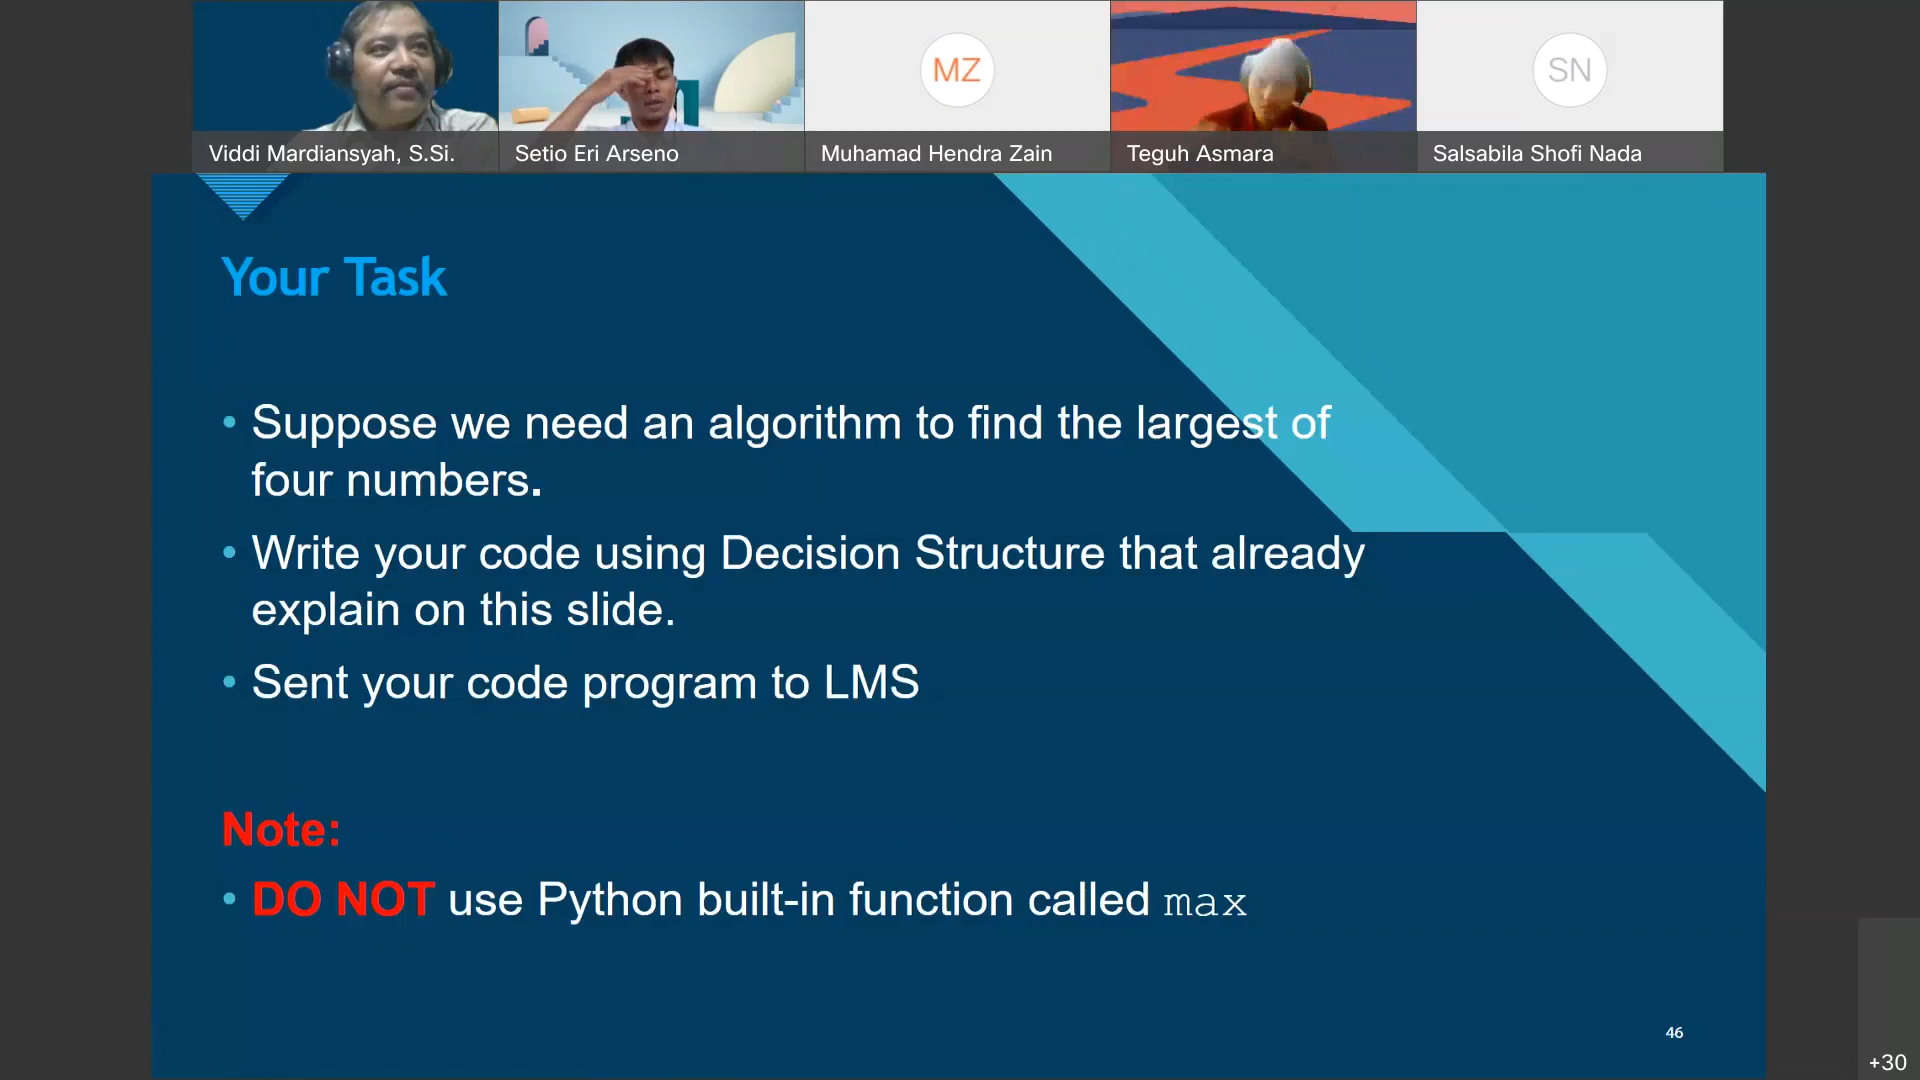 MZ
SN
Viddi Mardiansyah, S.Si.
Setio Eri Arseno
Muhamad Hendra Zain
Teguh Asmara
Salsabila Shofi Nada
Your Task
• Suppose we need an algorithm to find the largest of
four numbers.
• Write your code using Decision Structure that already
explain on this slide.
• Sent your code program to LMS
Note:
• DO NOT use Python built-in function called max
46
+30